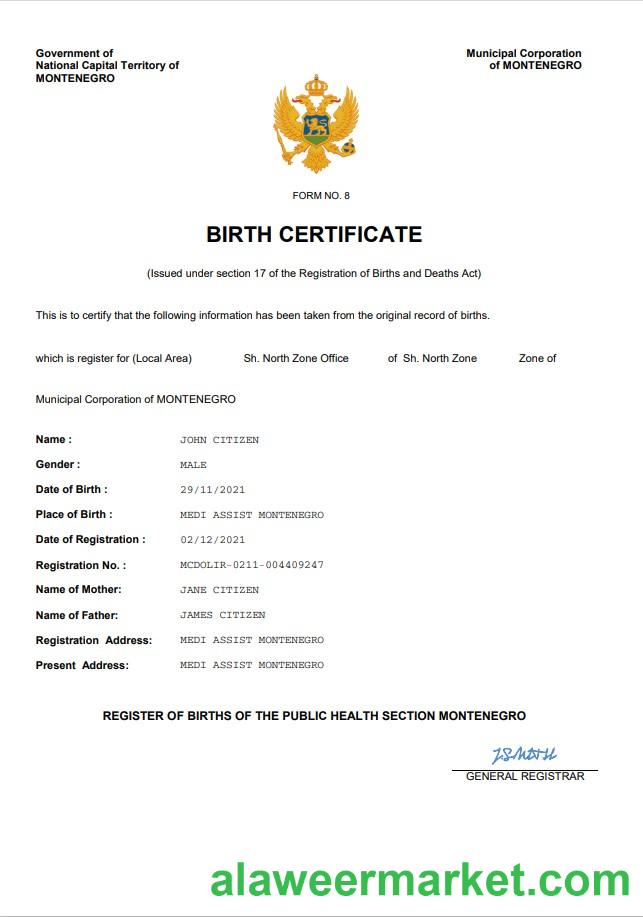 Government of
National Capital Territory of
MONTENEGRO
Municipal Corporation
of MONTENEGRO
FORM NO. 8
BIRTH CERTIFICATE
(Issued under section 17 of the Registration of Births and Deaths Act)
This is to certify that the following information has been taken from the original record of births.
which is register for (Local Area) Sh. North Zone Office of Sh. North Zone Zone of
Municipal Corporation of MONTENEGRO
Name : JOHN CITIZEN
Gender : MALE
Date of Birth : 29/11/2021
Place of Birth : MEDI ASSIST MONTENEGRO
Date of Registration : 02/12/2021
Registration No. : MCDOLIR-0211-004409247
Name of Mother: JANE CITIZEN
Name of Father: JAMES CITIZEN
Registration Address: MEDI ASSIST MONTENEGRO
Present Address: MEDI ASSIST MONTENEGRO
REGISTER OF BIRTHS OF THE PUBLIC HEALTH SECTION MONTENEGRO
GENERAL REGISTRAR
alaweermarket.com